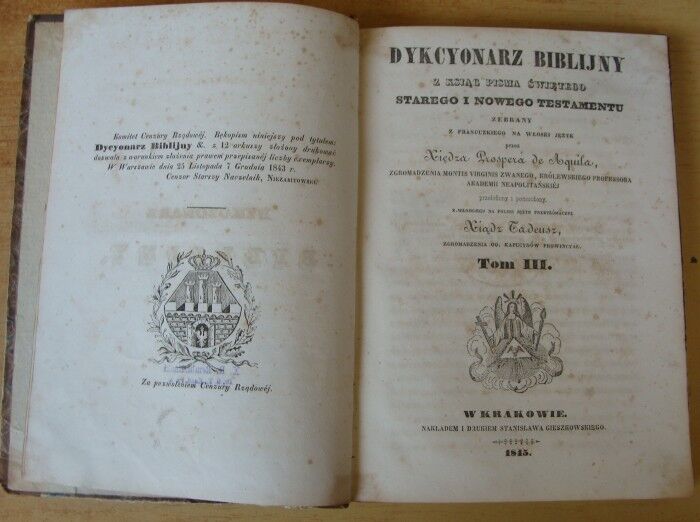 Komitet Cenzury Rządowéj. Rękopism niniejszy pod tytułem:
Dycyonarz Biblijny &. z 12 arkuszy złożony drukować
dozwala z warunkiem złożenia prawem przepisanéj liczby exemplarzy.
W Warszawie dnia 25 Listopada 7 Grudnia 1843 r.
Cenzor Starszy Naczelnik, Niezabitowski
Za pozwoleniem Cenzury Rządowéj.
DYKCYONARZ BIBLIJNY
Z KSIĄG PISMA ŚWIĘTEGO
STAREGO I NOWEGO TESTAMENTU
ZEBRANY
Z FRANCUZKIEGO NA WŁOSKI JĘZYK
przez
Xiędza Prospera de Aquila,
ZGROMADZENIA MONTIS VIRGINIS ZWANEGO, KRÓLEWSKIEGO PROFESSORA
AKADEMII NEAPOLITAŃSKIÉJ
przełożony i pomnożony.
Z WŁOSKIEGO NA POLSKI JĘZYK PRZETŁÓMACZYŁ
Xiądz Tadeusz,
ZGROMADZENIA OO. KAPUCYNÓW PROWINCYAŁ.
Tom III.
W KRAKOWIE.
NAKŁADEM I DRUKIEM STANISŁAWA GIESZKOWSKIEGO.
1845.